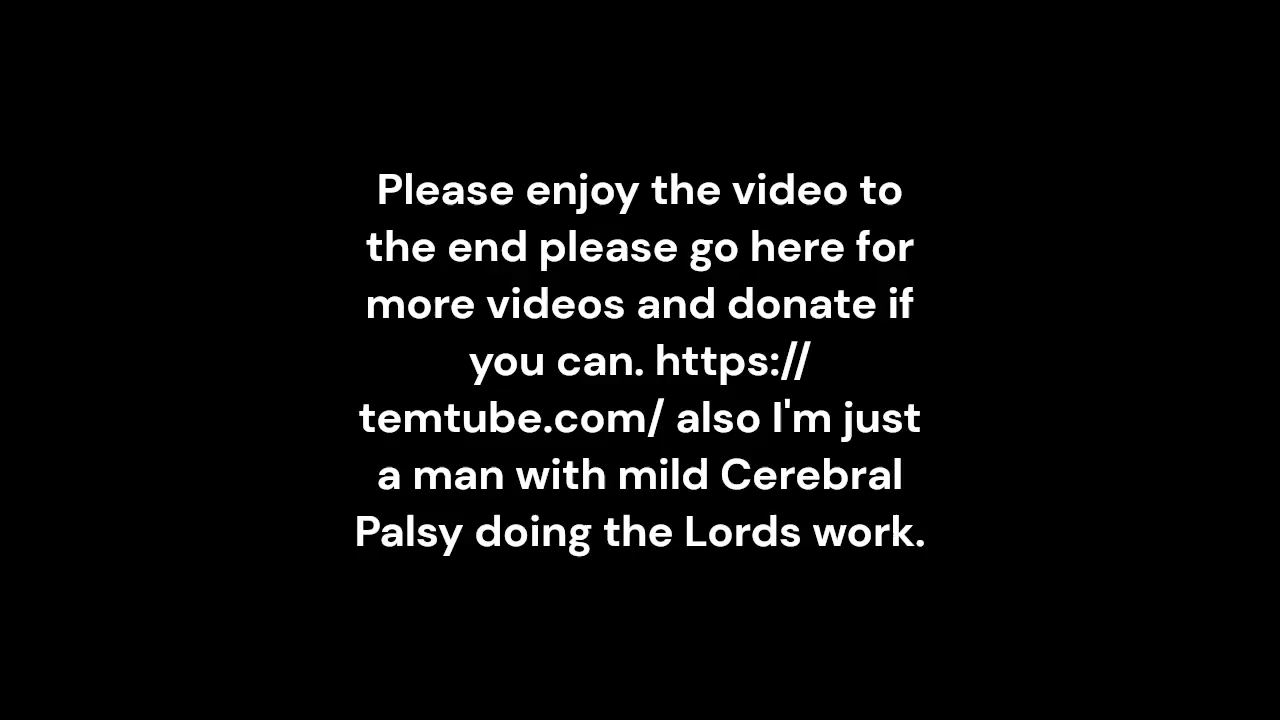 Please enjoy the video to
the end please go here for
more videos and donate if
you can. https://
temtube.com/ also I'm just
a man with mild Cerebral
Palsy doing the Lords work.